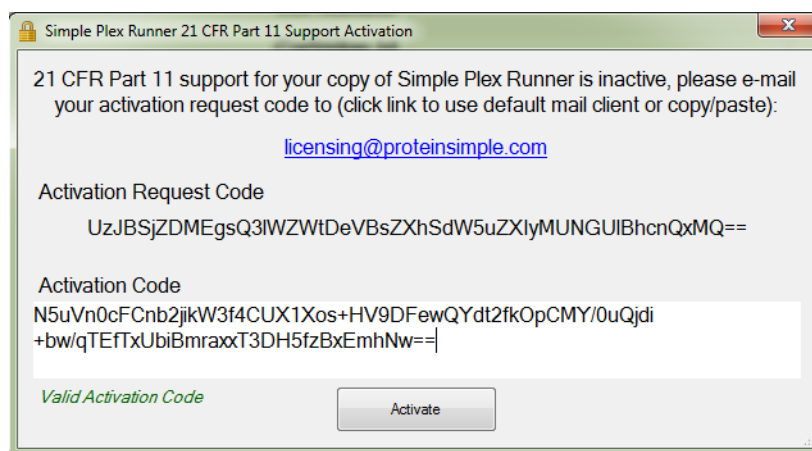 Simple Plex Runner 21 CFR Part 11 Support Activation
21 CFR Part 11 support for your copy of Simple Plex Runner is inactive, please e-mail
your activation request code to (click link to use default mail client or copy/paste):
licensing@proteinsimple.com
Activation Request Code
UzJBSjZDMEgsQ3lWZWtDeVBsZXhSdW5uZXIyMUNGUlBhcnQxMQ==
Activation Code
N5uVn0cFCnb2jikW3f4CUX1Xos+HV9DFewQYdt2fkOpCMY/0uQjdi
+bw/qTEfTxUbiBmraxxT3DH5fzBxEmhNw==
Valid Activation Code
Activate